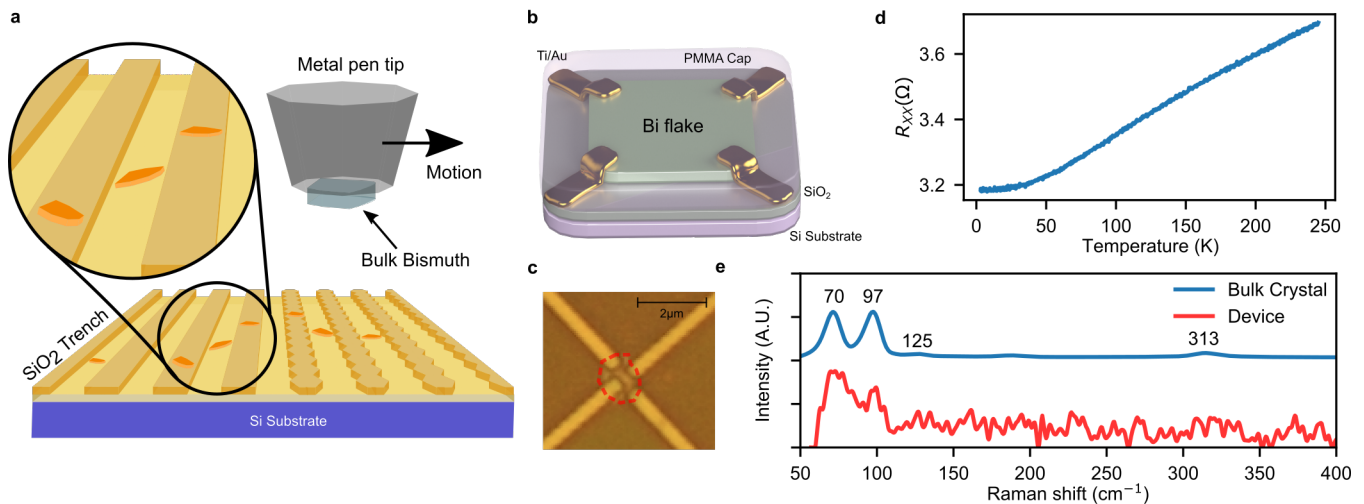 a
Metal pen tip
Motion
Bulk Bismuth
SiO2 Trench
Si Substrate
b
Ti/Au
PMMA Cap
Bi flake
SiO₂
Si Substrate
c
2μm
d
3.6
3.4
3.2
R_XX(Ω)
0 50 100 150 200 250
Temperature (K)
e
70 97
125
313
Bulk Crystal
Device
Intensity (A.U.)
50 100 150 200 250 300 350 400
Raman shift (cm⁻¹)